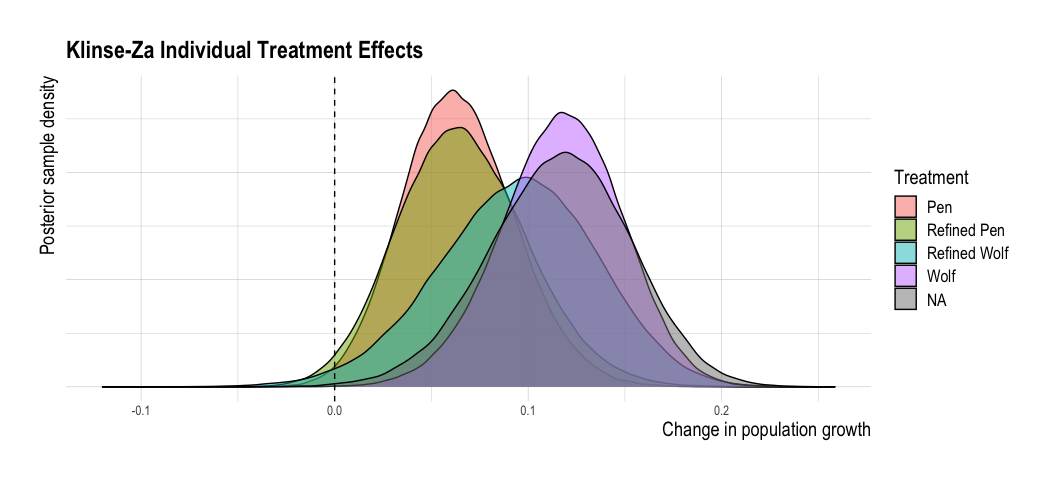 Klinse-Za Individual Treatment Effects
Posterior sample density
-0.1
0.0
0.1
0.2
Change in population growth
Treatment
Pen
Refined Pen
Refined Wolf
Wolf
NA